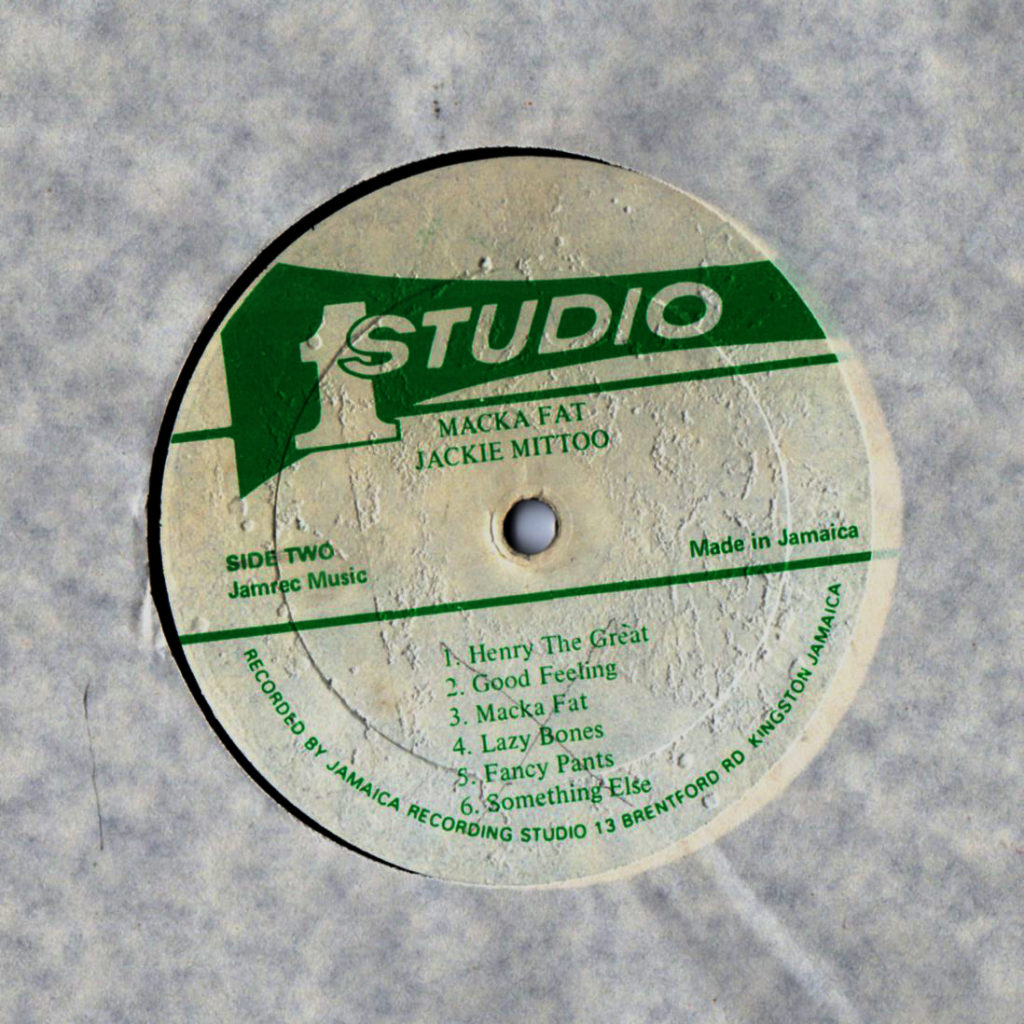 1 STUDIO
MACKA FAT
JACKIE MITTOO
SIDE TWO
Jamrec Music
Made in Jamaica
1. Henry The Great
2. Good Feeling
3. Macka Fat
4. Lazy Bones
5. Fancy Pants
6. Something Else
RECORDED BY JAMAICA RECORDING STUDIO 13 BRENTFORD RD KINGSTON JAMAICA